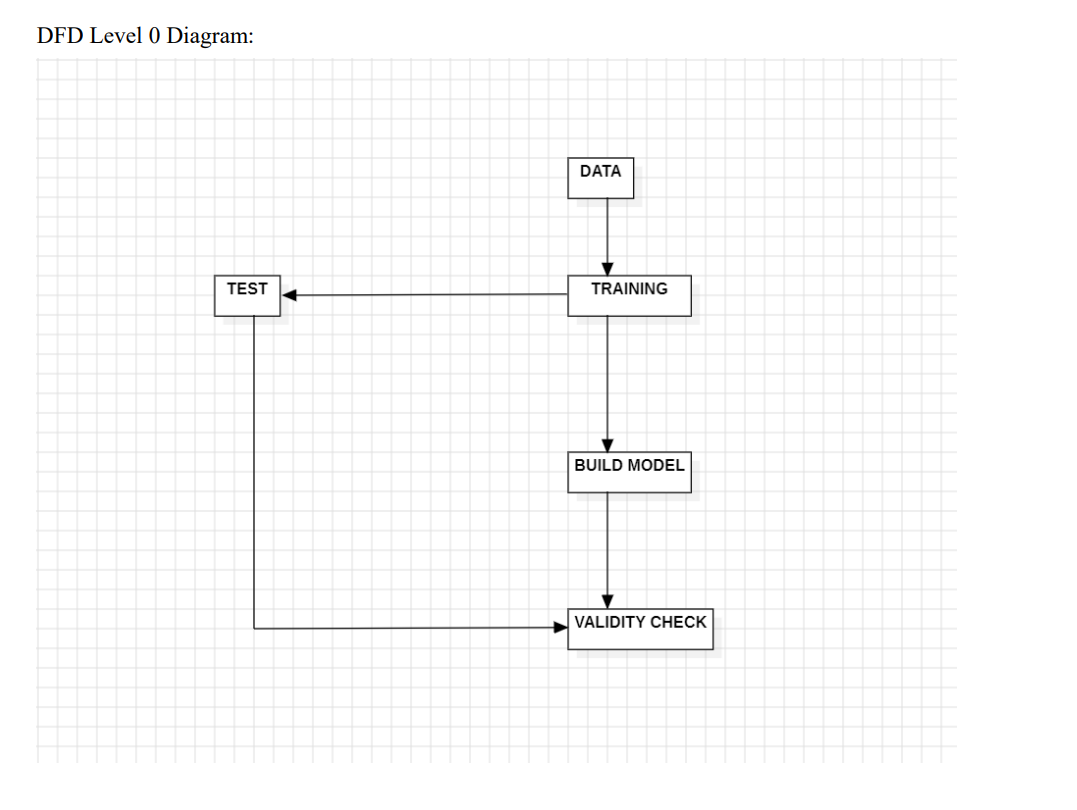 DFD Level 0 Diagram:
DATA
TEST
TRAINING
BUILD MODEL
VALIDITY CHECK